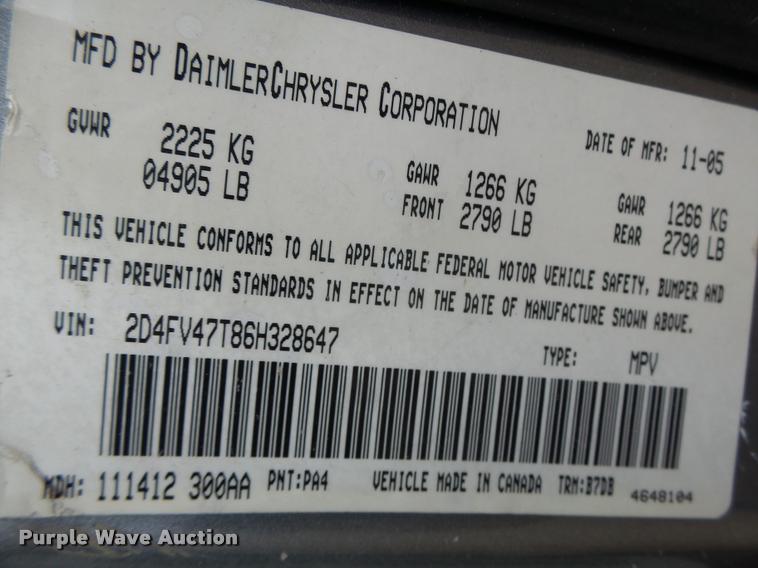 MFD BY DAIMLERCHRYSLER CORPORATION
DATE OF MFR: 11-05
GVWR 2225 KG
04905 LB
GAWR 1266 KG
FRONT 2790 LB
GAWR 1266 KG
REAR 2790 LB
THIS VEHICLE CONFORMS TO ALL APPLICABLE FEDERAL MOTOR VEHICLE SAFETY, BUMPER AND
THEFT PREVENTION STANDARDS IN EFFECT ON THE DATE OF MANUFACTURE SHOWN ABOVE.
VIN: 2D4FV47T86H328647
TYPE: MPV
MDH: 111412 300AA PNT:PA4 VEHICLE MADE IN CANADA TRM:B7DB 4648104
Purple Wave Auction